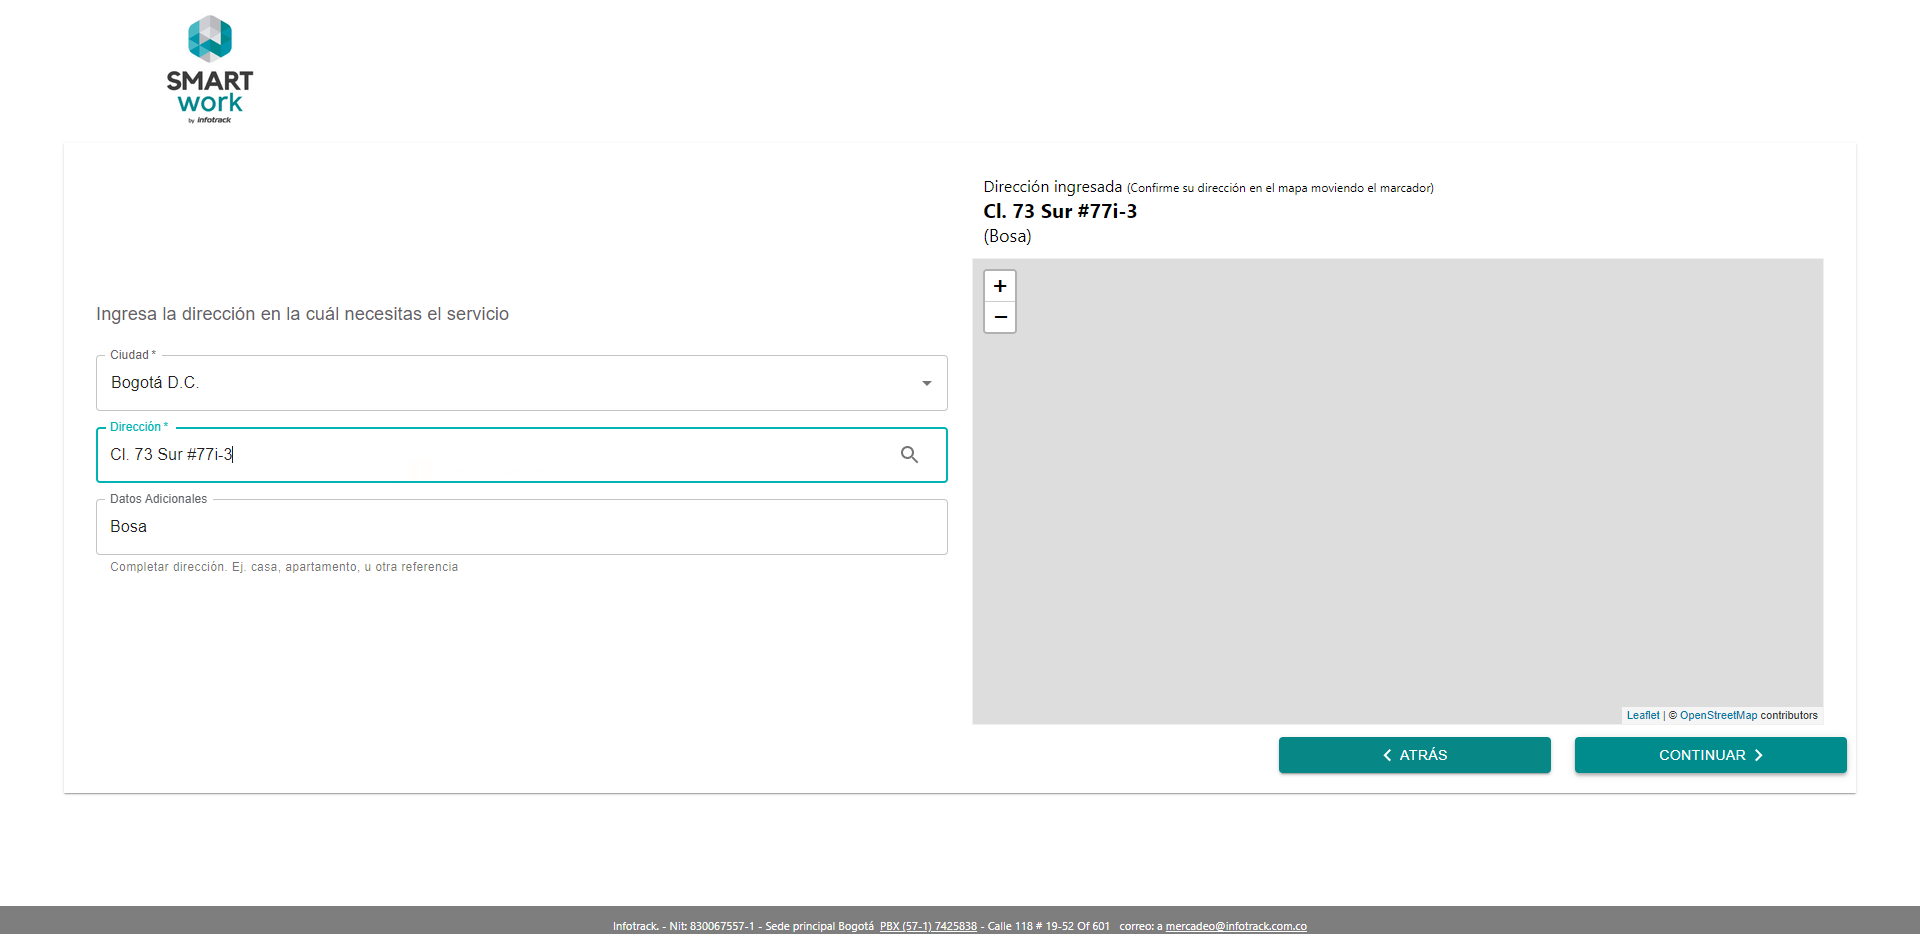 SMART
work
by infotrack
Dirección ingresada (Confirme su dirección en el mapa moviendo el marcador)
Cl. 73 Sur #77i-3
(Bosa)
+
−
Ingresa la dirección en la cuál necesitas el servicio
Ciudad *
Bogotá D.C.
Dirección *
Cl. 73 Sur #77i-3
Datos Adicionales
Bosa
Completar dirección. Ej. casa, apartamento, u otra referencia
Leaflet | © OpenStreetMap contributors
ATRÁS
CONTINUAR
Infotrack. - Nit: 830067557-1 - Sede principal Bogotá PBX (57-1) 7425838 - Calle 118 # 19-52 Of 601 correo: a mercadeo@infotrack.com.co